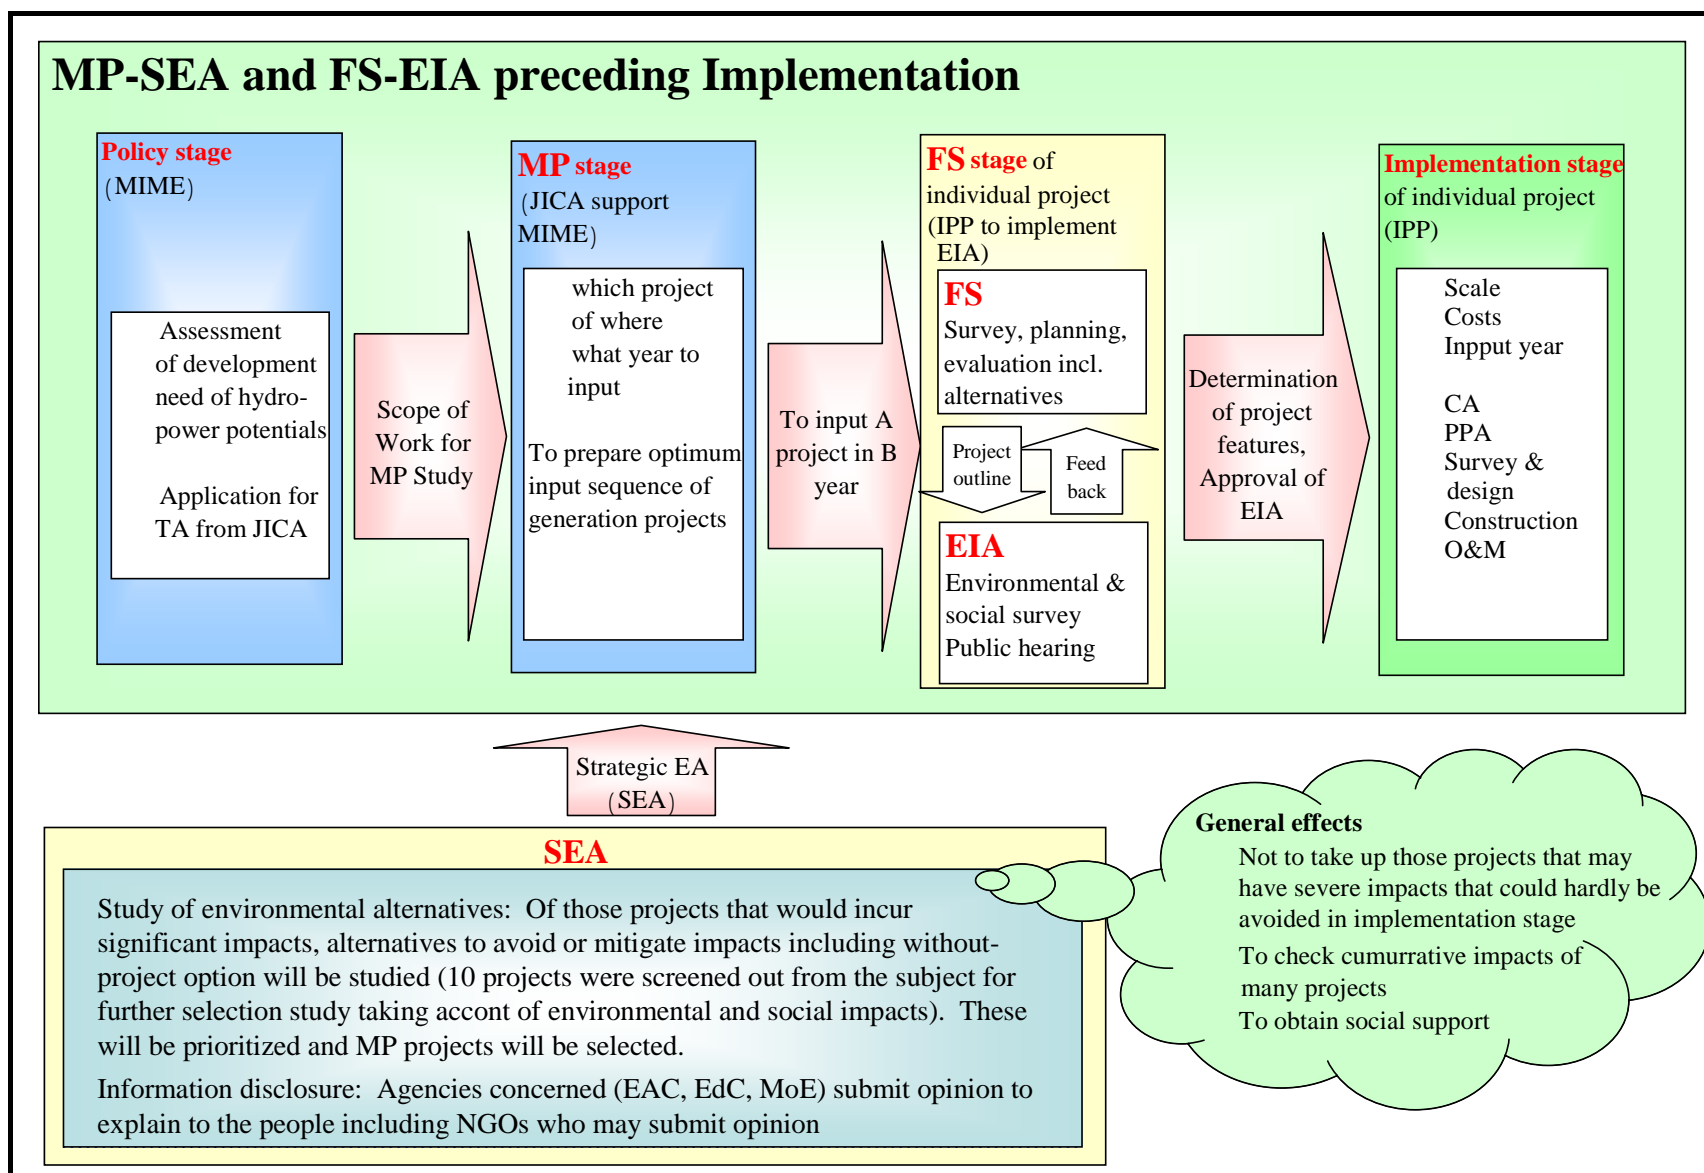 MP-SEA and FS-EIA preceding Implementation
Policy stage
(MIME)
Assessment
of development
need of hydro-
power potentials
Application for
TA from JICA
Scope of
Work for
MP Study
MP stage
(JICA support
MIME)
which project
of where
what year to
input
To prepare optimum
input sequence of
generation projects
To input A
project in B
year
FS stage of
individual project
(IPP to implement
EIA)
FS
Survey, planning,
evaluation incl.
alternatives
Project
outline
Feed
back
EIA
Environmental &
social survey
Public hearing
Determination
of project
features,
Approval of
EIA
Implementation stage
of individual project
(IPP)
Scale
Costs
Inpput year
CA
PPA
Survey &
design
Construction
O&M
Strategic EA
(SEA)
SEA
Study of environmental alternatives:  Of those projects that would incur
significant impacts, alternatives to avoid or mitigate impacts including without-
project option will be studied (10 projects were screened out from the subject for
further selection study taking accont of environmental and social impacts).  These
will be prioritized and MP projects will be selected.
Information disclosure:  Agencies concerned (EAC, EdC, MoE) submit opinion to
explain to the people including NGOs who may submit opinion
General effects
Not to take up those projects that may
have severe impacts that could hardly be
avoided in implementation stage
To check cumurrative impacts of
many projects
To obtain social support